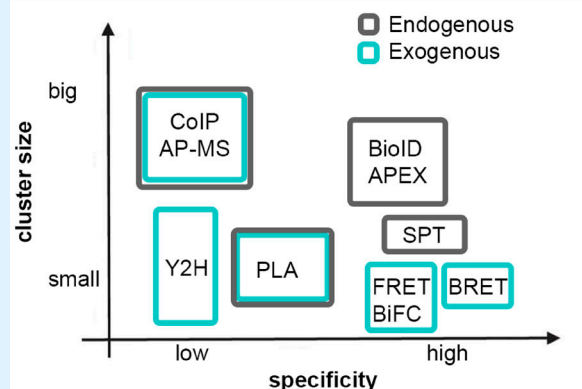 Endogenous
Exogenous
big
cluster size
CoIP
AP-MS
BioID
APEX
SPT
Y2H
PLA
FRET
BiFC
BRET
small
low
high
specificity